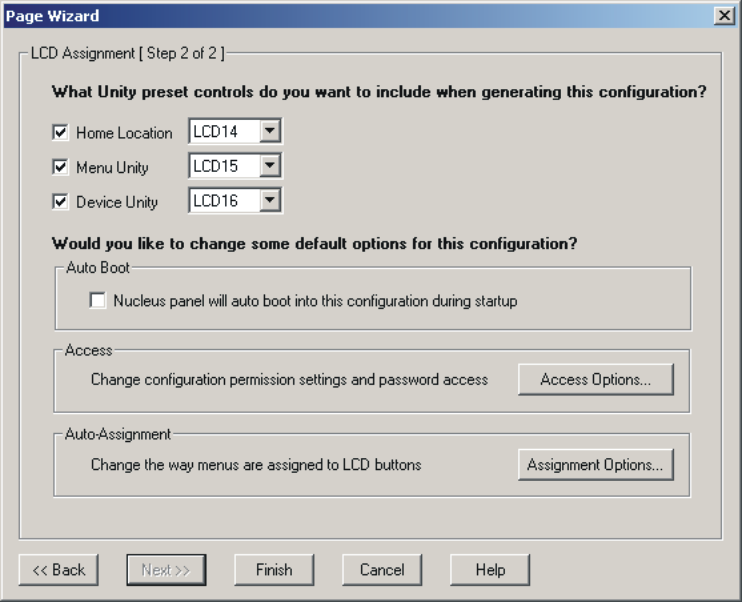 Page Wizard
LCD Assignment [ Step 2 of 2 ]
What Unity preset controls do you want to include when generating this configuration?
Home Location LCD14
Menu Unity LCD15
Device Unity LCD16
Would you like to change some default options for this configuration?
Auto Boot
Nucleus panel will auto boot into this configuration during startup
Access
Change configuration permission settings and password access Access Options...
Auto-Assignment
Change the way menus are assigned to LCD buttons Assignment Options...
<< Back Next >> Finish Cancel Help